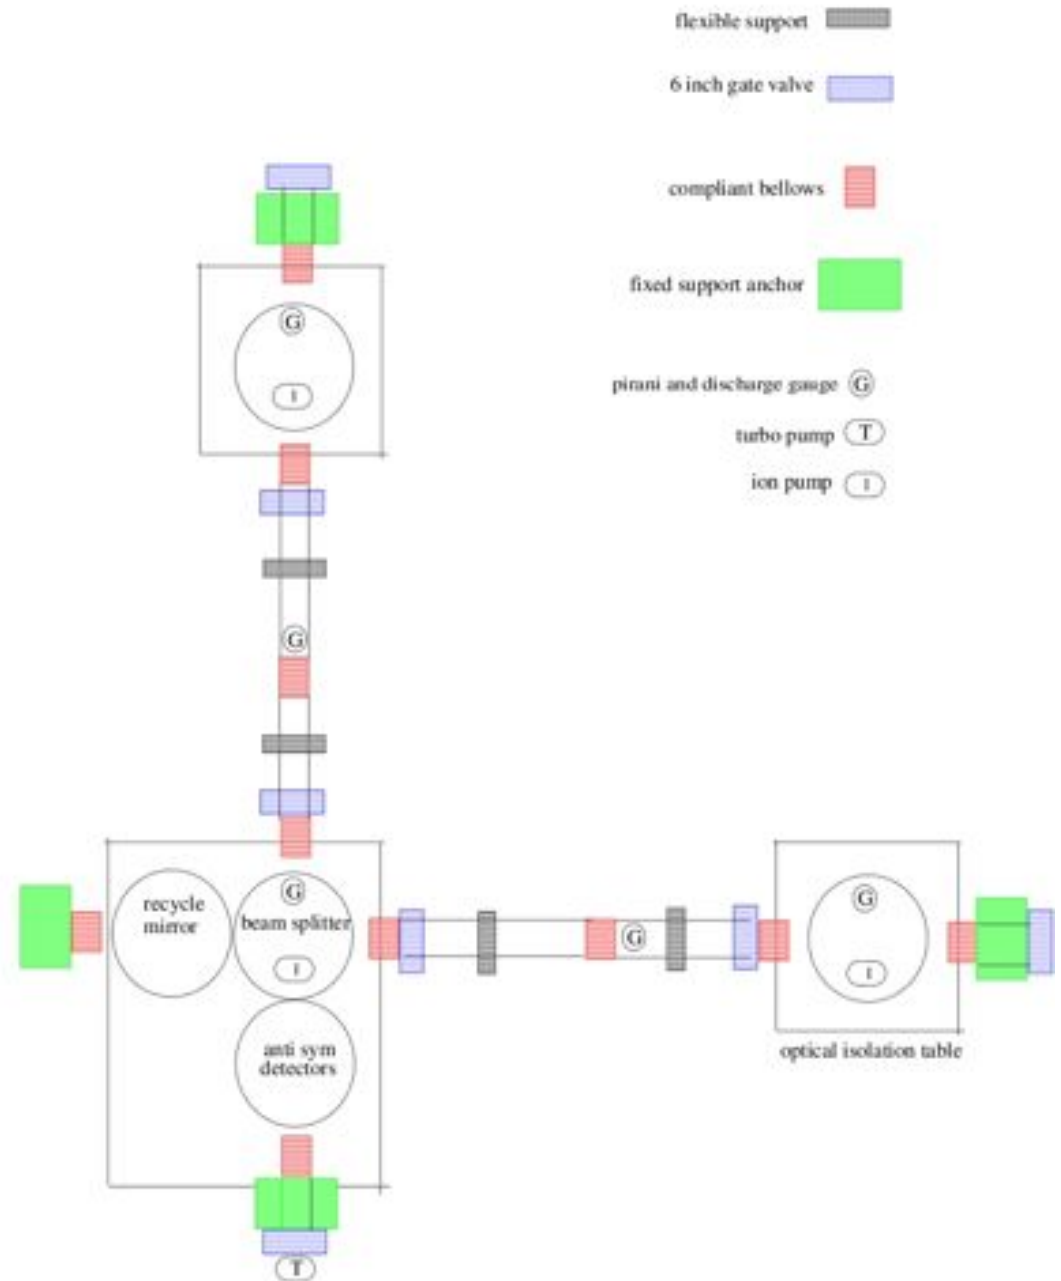 flexible support
6 inch gate valve
compliant bellows
fixed support anchor
pirani and discharge gauge G
turbo pump T
ion pump I
G
I
G
recycle
mirror
G
beam splitter
I
G
G
I
anti sym
detectors
optical isolation table
T